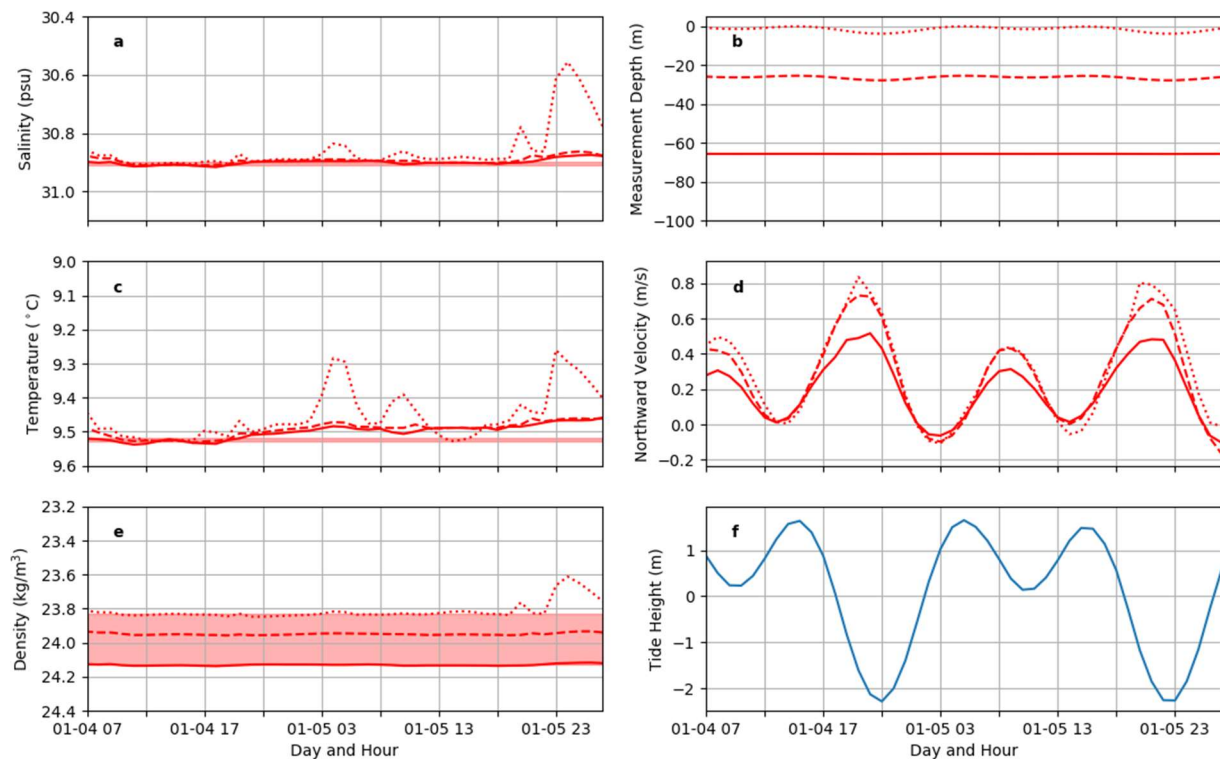 30.4
30.6
30.8
31.0
Salinity (psu)
a
0
−20
−40
−60
−80
−100
Measurement Depth (m)
b
9.0
9.1
9.2
9.3
9.4
9.5
9.6
Temperature (°C)
c
0.8
0.6
0.4
0.2
0.0
−0.2
Northward Velocity (m/s)
d
23.2
23.4
23.6
23.8
24.0
24.2
24.4
Density (kg/m³)
e
01-04 07 01-04 17 01-05 03 01-05 13 01-05 23
Day and Hour
1
0
−1
−2
Tide Height (m)
f
01-04 07 01-04 17 01-05 03 01-05 13 01-05 23
Day and Hour